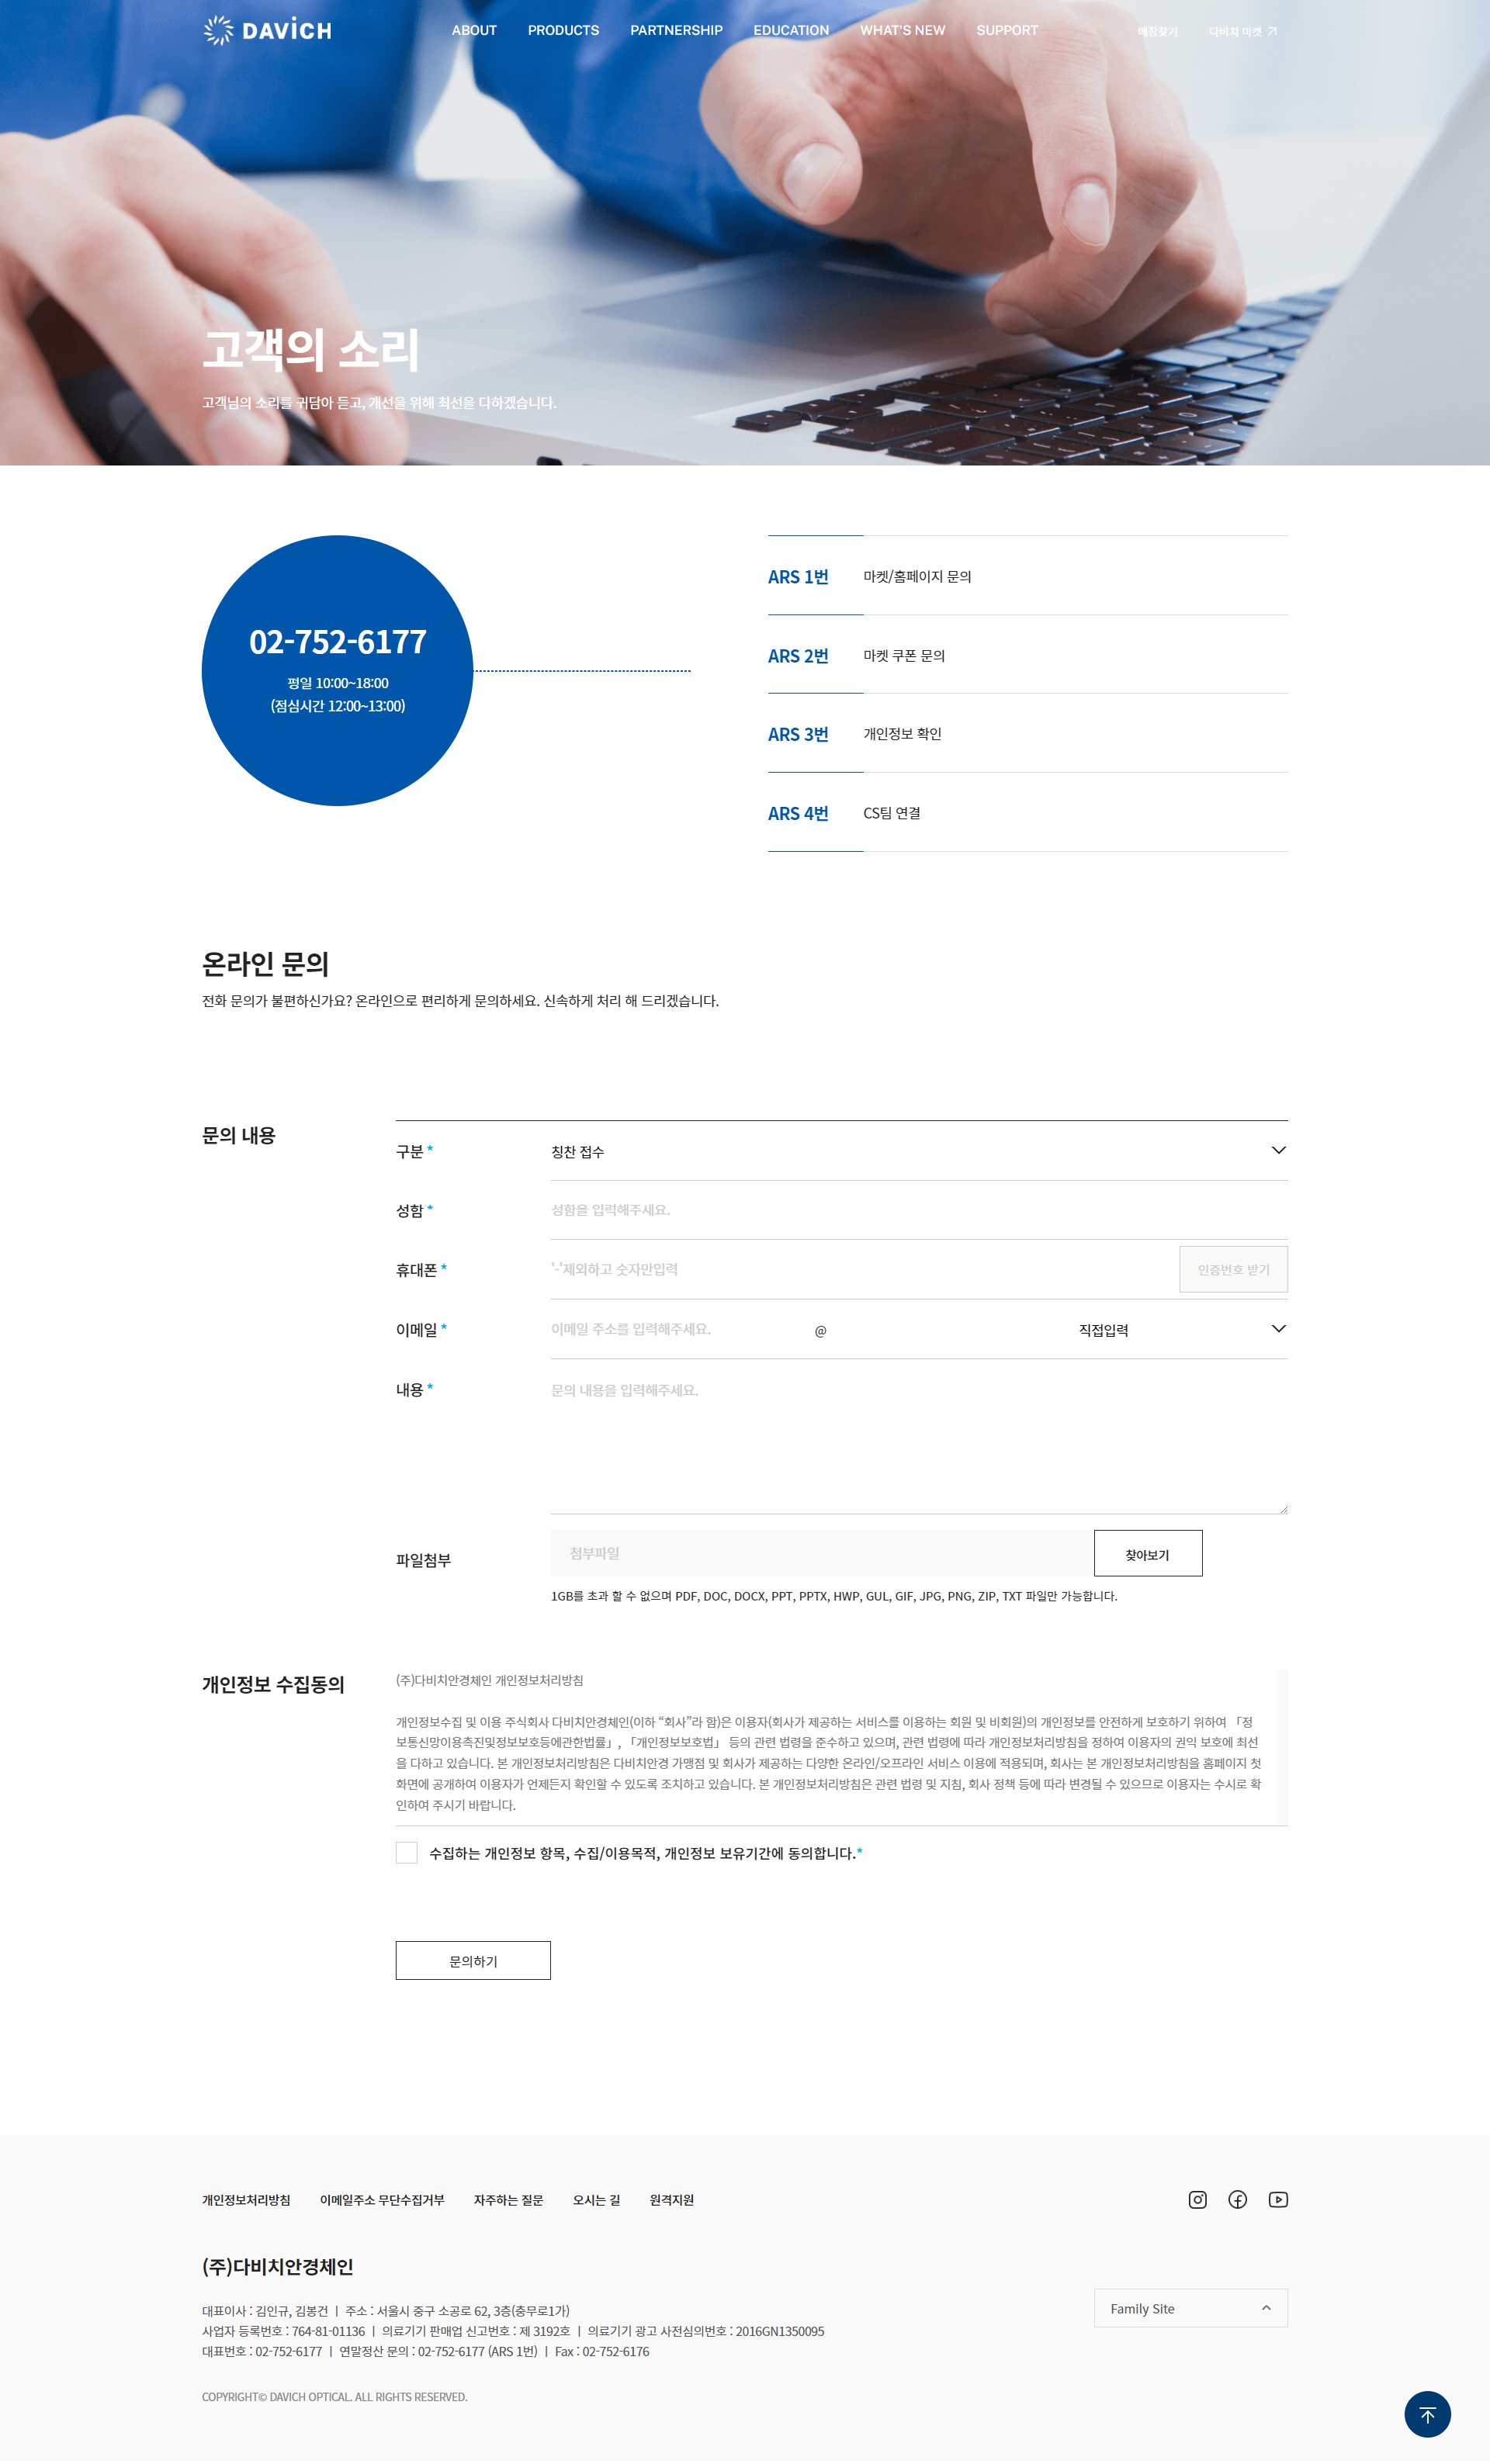 DAVICH
ABOUT PRODUCTS PARTNERSHIP EDUCATION WHAT'S NEW SUPPORT 매장찾기 다비치 마켓
고객의 소리
고객님의 소리를 귀담아 듣고, 개선을 위해 최선을 다하겠습니다.
02-752-6177
평일 10:00~18:00
(점심시간 12:00~13:00)
ARS 1번 마켓/홈페이지 문의
ARS 2번 마켓 쿠폰 문의
ARS 3번 개인정보 확인
ARS 4번 CS팀 연결
온라인 문의
전화 문의가 불편하신가요? 온라인으로 편리하게 문의하세요. 신속하게 처리 해 드리겠습니다.
문의 내용
구분 * 칭찬 접수
성함 * 성함을 입력해주세요.
휴대폰 * '-'제외하고 숫자만입력 인증번호 받기
이메일 * 이메일 주소를 입력해주세요. @ 직접입력
내용 * 문의 내용을 입력해주세요.
파일첨부 첨부파일 찾아보기
1GB를 초과 할 수 없으며 PDF, DOC, DOCX, PPT, PPTX, HWP, GUL, GIF, JPG, PNG, ZIP, TXT 파일만 가능합니다.
개인정보 수집동의
(주)다비치안경체인 개인정보처리방침
개인정보수집 및 이용 주식회사 다비치안경체인(이하 “회사”라 함)은 이용자(회사가 제공하는 서비스를 이용하는 회원 및 비회원)의 개인정보를 안전하게 보호하기 위하여 「정
보통신망이용촉진및정보보호등에관한법률」, 「개인정보보호법」 등의 관련 법령을 준수하고 있으며, 관련 법령에 따라 개인정보처리방침을 정하여 이용자의 권익 보호에 최선
을 다하고 있습니다. 본 개인정보처리방침은 다비치안경 가맹점 및 회사가 제공하는 다양한 온라인/오프라인 서비스 이용에 적용되며, 회사는 본 개인정보처리방침을 홈페이지 첫
화면에 공개하여 이용자가 언제든지 확인할 수 있도록 조치하고 있습니다. 본 개인정보처리방침은 관련 법령 및 지침, 회사 정책 등에 따라 변경될 수 있으므로 이용자는 수시로 확
인하여 주시기 바랍니다.
수집하는 개인정보 항목, 수집/이용목적, 개인정보 보유기간에 동의합니다.*
문의하기
개인정보처리방침 이메일주소 무단수집거부 자주하는 질문 오시는 길 원격지원
(주)다비치안경체인
대표이사 : 김인규, 김봉건 ㅣ 주소 : 서울시 중구 소공로 62, 3층(충무로1가)
사업자 등록번호 : 764-81-01136 ㅣ 의료기기 판매업 신고번호 : 제 3192호 ㅣ 의료기기 광고 사전심의번호 : 2016GN1350095
대표번호 : 02-752-6177 ㅣ 연말정산 문의 : 02-752-6177 (ARS 1번) ㅣ Fax : 02-752-6176
Family Site
COPYRIGHT© DAVICH OPTICAL. ALL RIGHTS RESERVED.